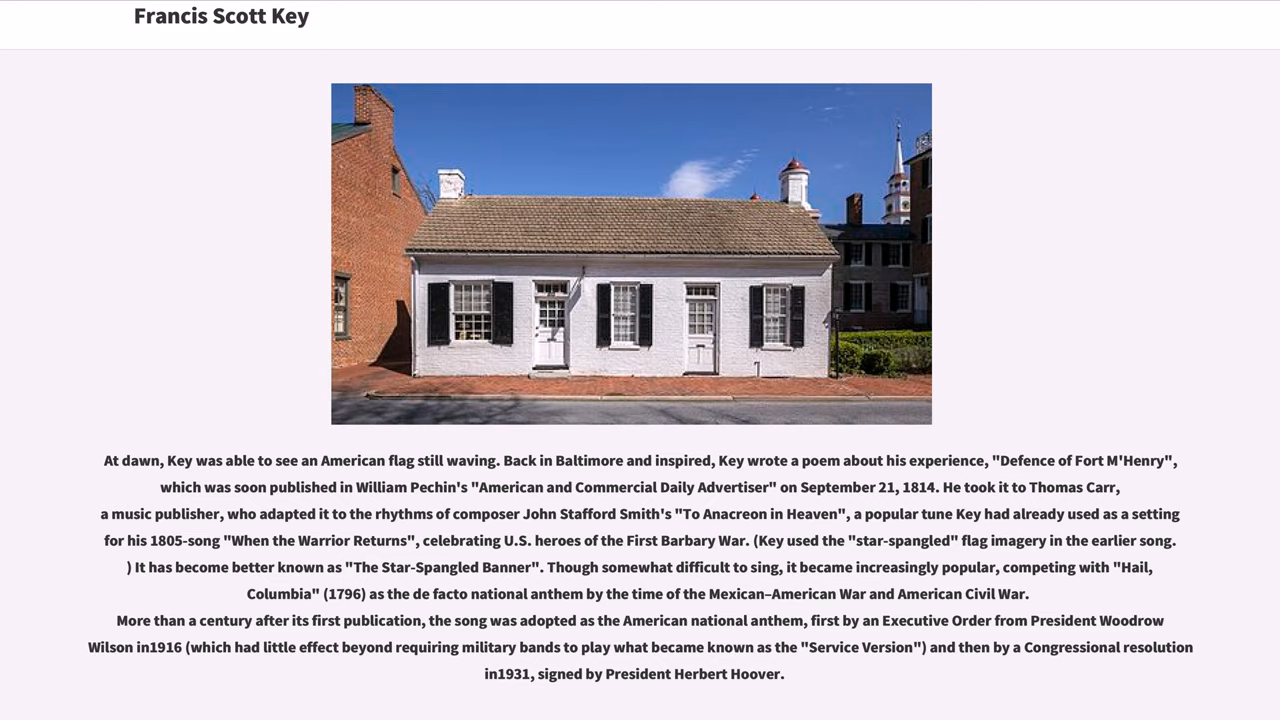 Francis Scott Key
At dawn, Key was able to see an American flag still waving. Back in Baltimore and inspired, Key wrote a poem about his experience, "Defence of Fort M'Henry",
which was soon published in William Pechin's "American and Commercial Daily Advertiser" on September 21, 1814. He took it to Thomas Carr,
a music publisher, who adapted it to the rhythms of composer John Stafford Smith's "To Anacreon in Heaven", a popular tune Key had already used as a setting
for his 1805-song "When the Warrior Returns", celebrating U.S. heroes of the First Barbary War. (Key used the "star-spangled" flag imagery in the earlier song.
) It has become better known as "The Star-Spangled Banner". Though somewhat difficult to sing, it became increasingly popular, competing with "Hail,
Columbia" (1796) as the de facto national anthem by the time of the Mexican–American War and American Civil War.
More than a century after its first publication, the song was adopted as the American national anthem, first by an Executive Order from President Woodrow
Wilson in1916 (which had little effect beyond requiring military bands to play what became known as the "Service Version") and then by a Congressional resolution
in1931, signed by President Herbert Hoover.